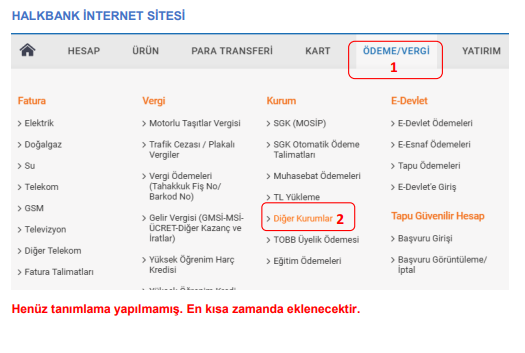 HALKBANK İNTERNET SİTESİ
HESAP ÜRÜN PARA TRANSFERİ KART ÖDEME/VERGİ YATIRIM
1
Fatura
> Elektrik
> Doğalgaz
> Su
> Telekom
> GSM
> Televizyon
> Diğer Telekom
> Fatura Talimatları
Vergi
> Motorlu Taşıtlar Vergisi
> Trafik Cezası / Plakalı
Vergiler
> Vergi Ödemeleri
(Tahakkuk Fiş No/
Barkod No)
> Gelir Vergisi (GMSİ-MSİ-
ÜCRET-Diğer Kazanç ve
İratlar)
> Yüksek Öğrenim Harç
Kredisi
> Yüksek Öğrenim Kredi
Kurum
> SGK (MOSİP)
> SGK Otomatik Ödeme
Talimatları
> Muhasebat Ödemeleri
> TL Yükleme
> Diğer Kurumlar 2
> TOBB Üyelik Ödemesi
> Eğitim Ödemeleri
E-Devlet
> E-Devlet Ödemeleri
> E-Esnaf Ödemeleri
> Tapu Ödemeleri
> E-Devlet'e Giriş
Tapu Güvenilir Hesap
> Başvuru Girişi
> Başvuru Görüntüleme/
İptal
Henüz tanımlama yapılmamış. En kısa zamanda eklenecektir.